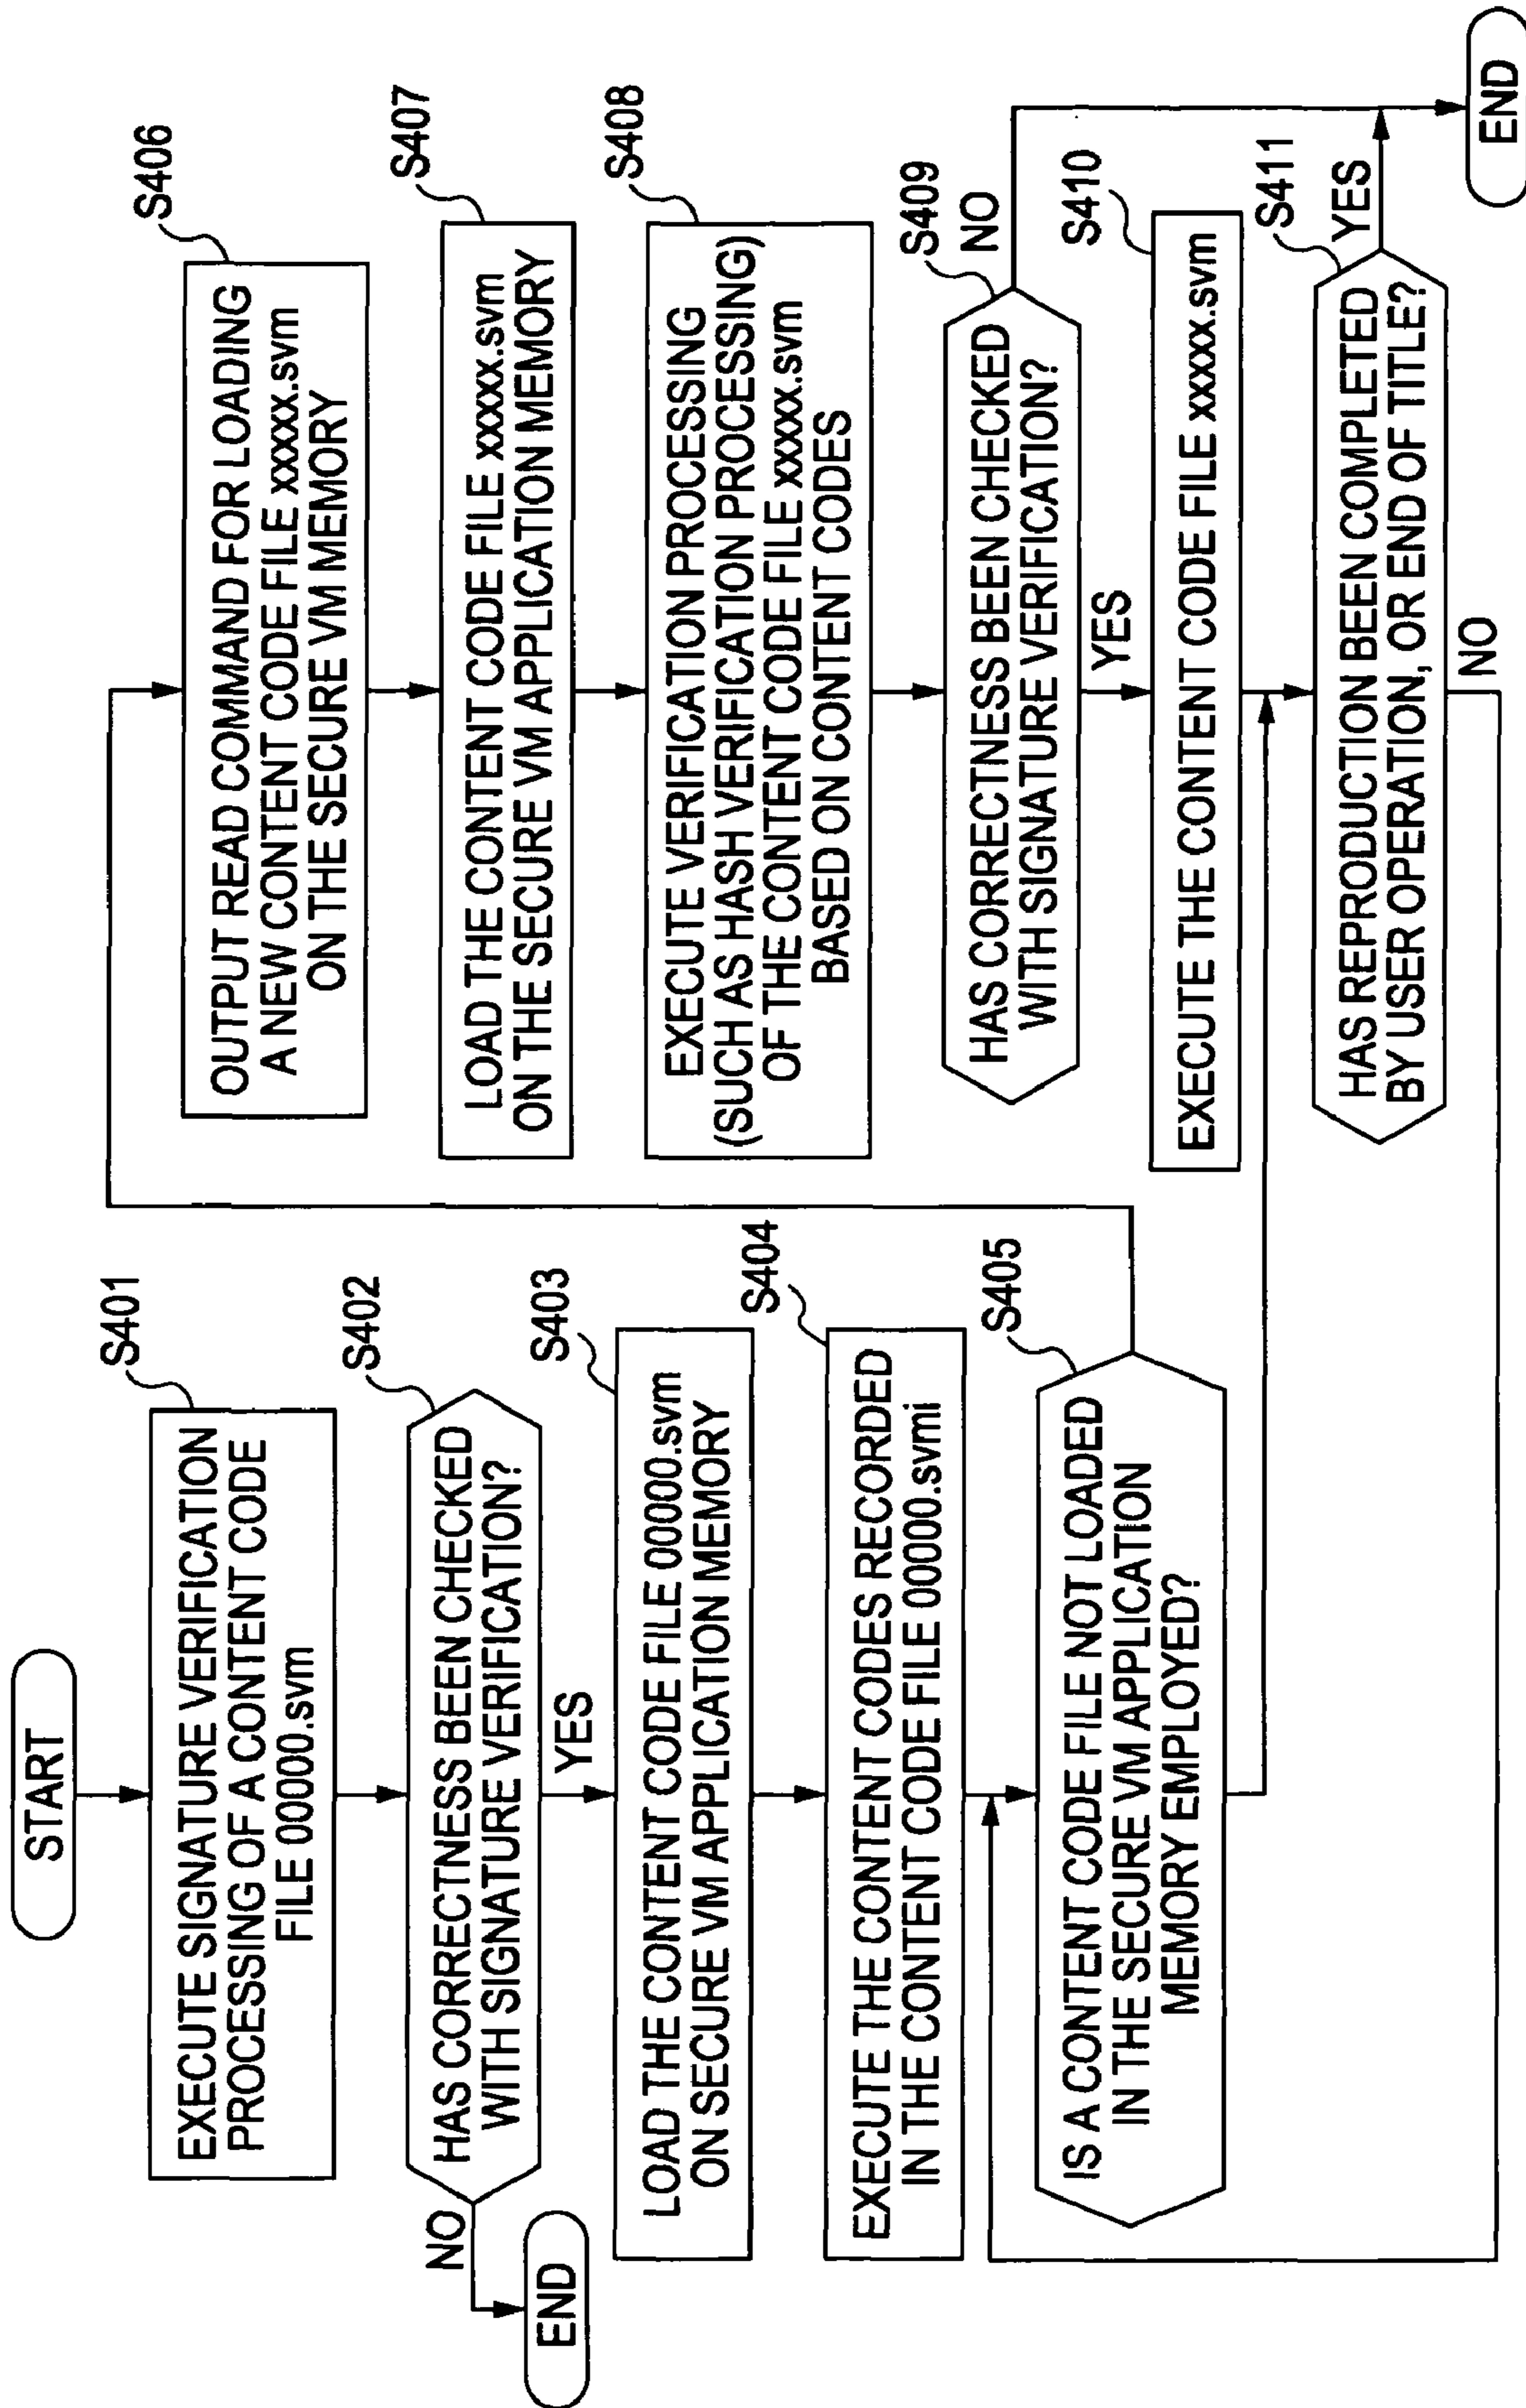 START
S401
EXECUTE SIGNATURE VERIFICATION
PROCESSING OF A CONTENT CODE
FILE 00000.svm
S402
HAS CORRECTNESS BEEN CHECKED
WITH SIGNATURE VERIFICATION?
NO
END
YES
S403
LOAD THE CONTENT CODE FILE 00000.svm
ON SECURE VM APPLICATION MEMORY
S404
EXECUTE THE CONTENT CODES RECORDED
IN THE CONTENT CODE FILE 00000.svmi
S405
IS A CONTENT CODE FILE NOT LOADED
IN THE SECURE VM APPLICATION
MEMORY EMPLOYED?
S406
OUTPUT READ COMMAND FOR LOADING
A NEW CONTENT CODE FILE xxxxx.svm
ON THE SECURE VM MEMORY
S407
LOAD THE CONTENT CODE FILE xxxxx.svm
ON THE SECURE VM APPLICATION MEMORY
S408
EXECUTE VERIFICATION PROCESSING
(SUCH AS HASH VERIFICATION PROCESSING)
OF THE CONTENT CODE FILE xxxxx.svm
BASED ON CONTENT CODES
S409
HAS CORRECTNESS BEEN CHECKED
WITH SIGNATURE VERIFICATION?
NO
YES
S410
EXECUTE THE CONTENT CODE FILE xxxxx.svm
S411
HAS REPRODUCTION BEEN COMPLETED
BY USER OPERATION, OR END OF TITLE?
YES
NO
END